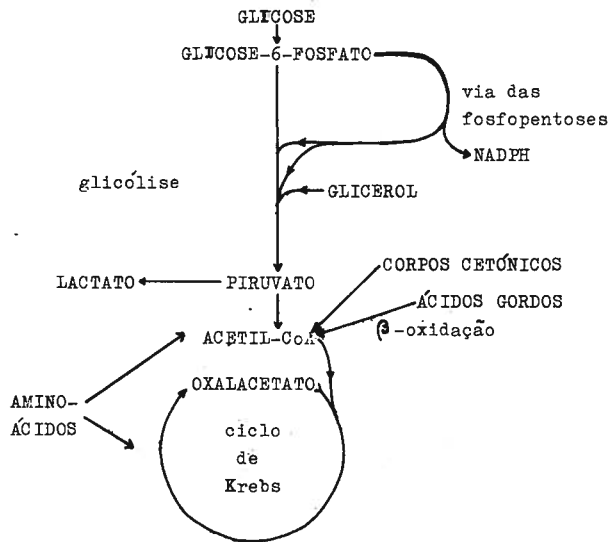 GLICOSE
GLICOSE-6-FOSFATO
via das
fosfopentoses
NADPH
glicólise
GLICEROL
CORPOS CETÓNICOS
LACTATO
PIRUVATO
ÁCIDOS GORDOS
β-oxidação
ACETIL-CoA
OXALACETATO
AMINO-
ÁCIDOS
ciclo
de
Krebs